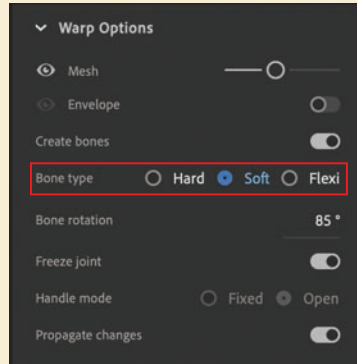 Warp Options
Mesh
Envelope
Create bones
Bone type Hard Soft Flexi
Bone rotation 85 °
Freeze joint
Handle mode Fixed Open
Propagate changes